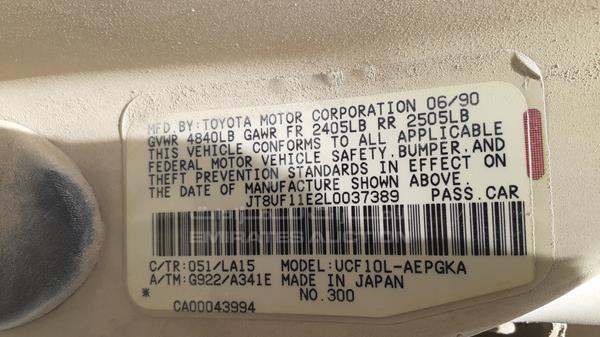 MFD.BY:TOYOTA MOTOR CORPORATION 06/90
GVWR 4840LB GAWR FR 2405LB RR 2505LB
THIS VEHICLE CONFORMS TO ALL APPLICABLE
FEDERAL MOTOR VEHICLE SAFETY,BUMPER,AND
THEFT PREVENTION STANDARDS IN EFFECT ON
THE DATE OF MANUFACTURE SHOWN ABOVE.
JT8UF11E2L0037389 PASS.CAR
EMIRATES AUCTION
C/TR:051/LA15 MODEL:UCF10L-AEPGKA
A/TM:G922/A341E MADE IN JAPAN
* NO.300
CA00043994